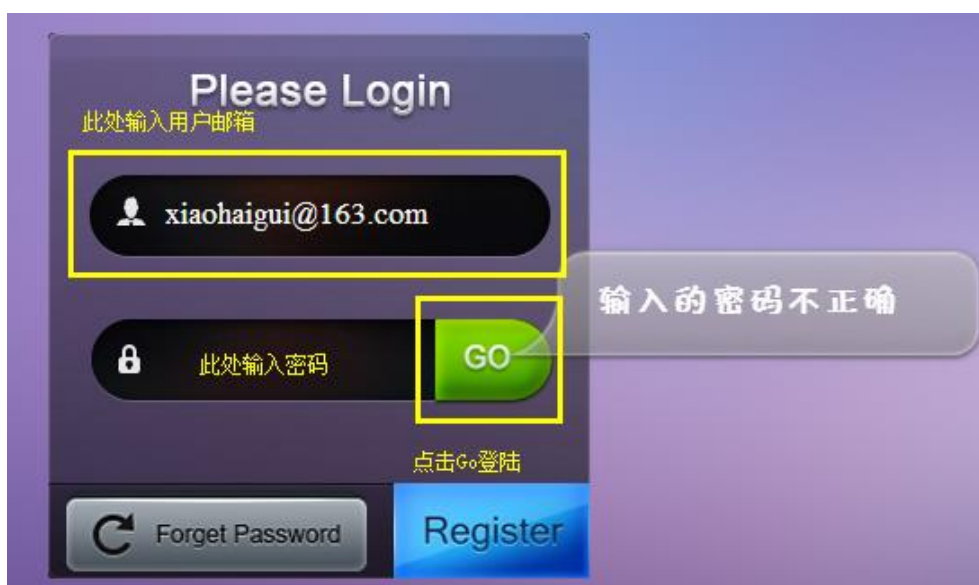 Please Login
此处输入用户邮箱
xiaohaigui@163.com
输入的密码不正确
此处输入密码
GO
点击Go登陆
Forget Password
Register